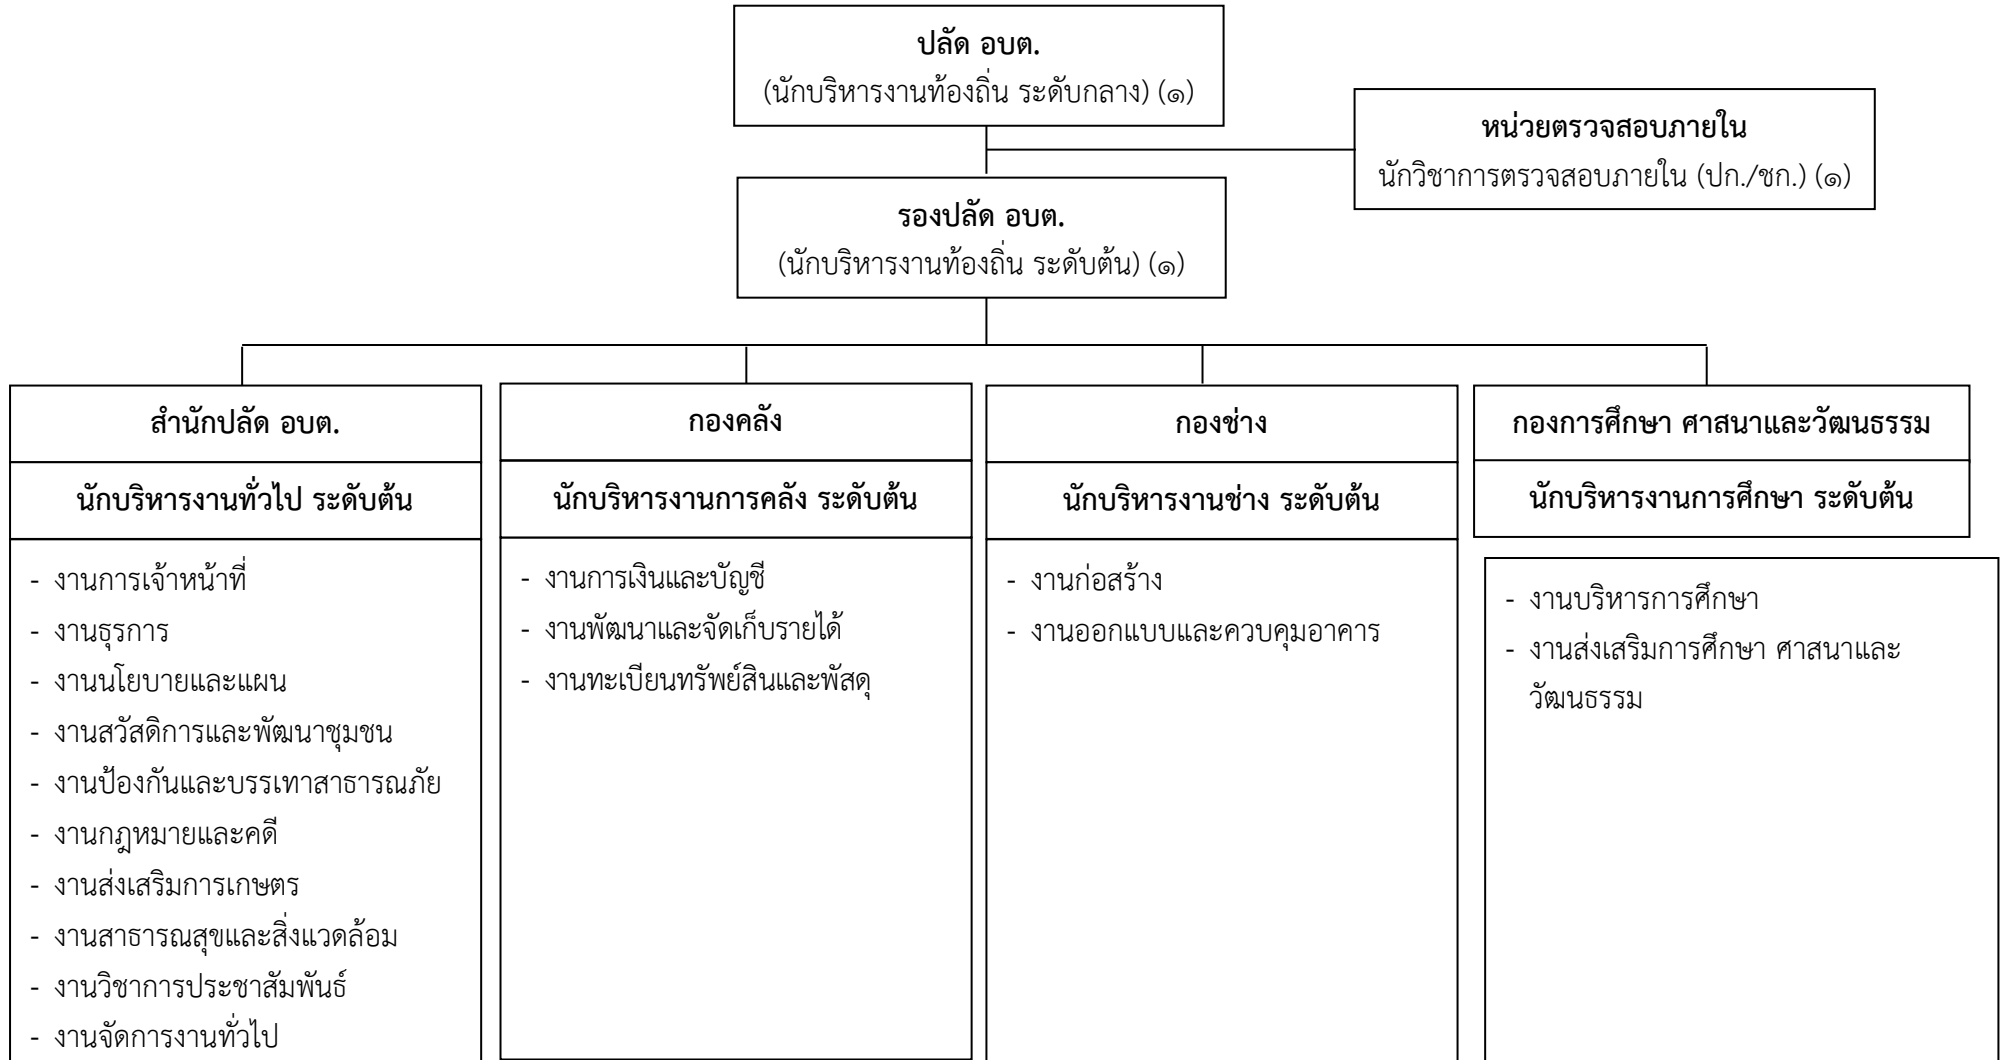 ปลัด อบต.
(นักบริหารงานท้องถิ่น ระดับกลาง) (๑)
หน่วยตรวจสอบภายใน
นักวิชาการตรวจสอบภายใน (ปก./ชก.) (๑)
รองปลัด อบต.
(นักบริหารงานท้องถิ่น ระดับต้น) (๑)
สำนักปลัด อบต.
นักบริหารงานทั่วไป ระดับต้น
- งานการเจ้าหน้าที่
- งานธุรการ
- งานนโยบายและแผน
- งานสวัสดิการและพัฒนาชุมชน
- งานป้องกันและบรรเทาสาธารณภัย
- งานกฎหมายและคดี
- งานส่งเสริมการเกษตร
- งานสาธารณสุขและสิ่งแวดล้อม
- งานวิชาการประชาสัมพันธ์
- งานจัดการงานทั่วไป
กองคลัง
นักบริหารงานการคลัง ระดับต้น
- งานการเงินและบัญชี
- งานพัฒนาและจัดเก็บรายได้
- งานทะเบียนทรัพย์สินและพัสดุ
กองช่าง
นักบริหารงานช่าง ระดับต้น
- งานก่อสร้าง
- งานออกแบบและควบคุมอาคาร
กองการศึกษา ศาสนาและวัฒนธรรม
นักบริหารงานการศึกษา ระดับต้น
- งานบริหารการศึกษา
- งานส่งเสริมการศึกษา ศาสนาและ
วัฒนธรรม